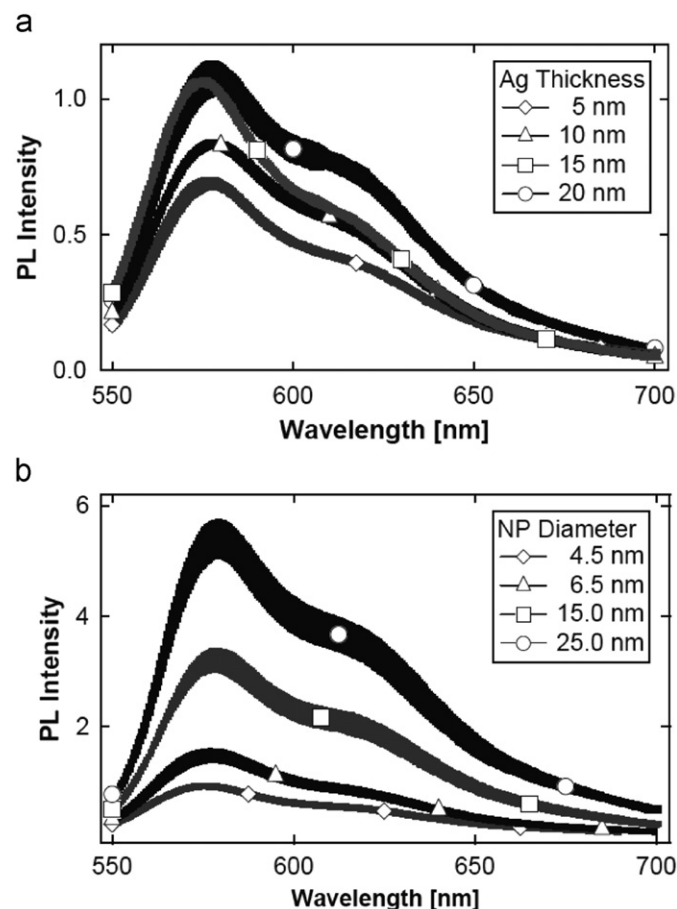 a
PL Intensity
1.0
0.5
0.0
Ag Thickness
5 nm
10 nm
15 nm
20 nm
550
600
650
700
Wavelength [nm]
b
PL Intensity
6
4
2
NP Diameter
4.5 nm
6.5 nm
15.0 nm
25.0 nm
550
600
650
700
Wavelength [nm]